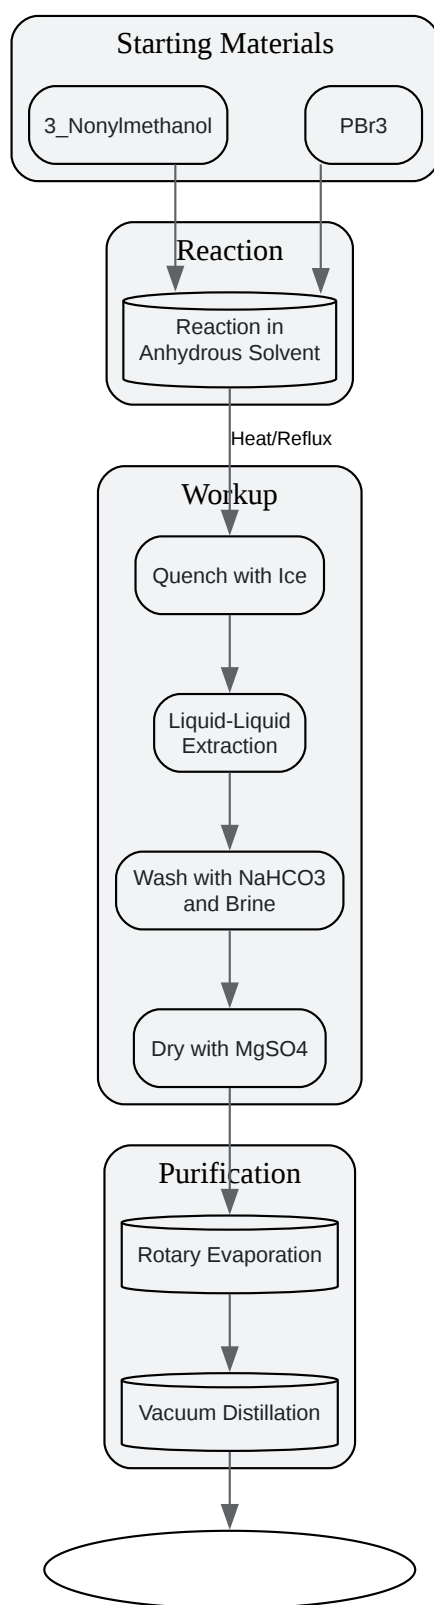 Starting Materials
3_Nonylmethanol
PBr3
Reaction
Reaction in
Anhydrous Solvent
Heat/Reflux
Workup
Quench with Ice
Liquid-Liquid
Extraction
Wash with NaHCO3
and Brine
Dry with MgSO4
Purification
Rotary Evaporation
Vacuum Distillation